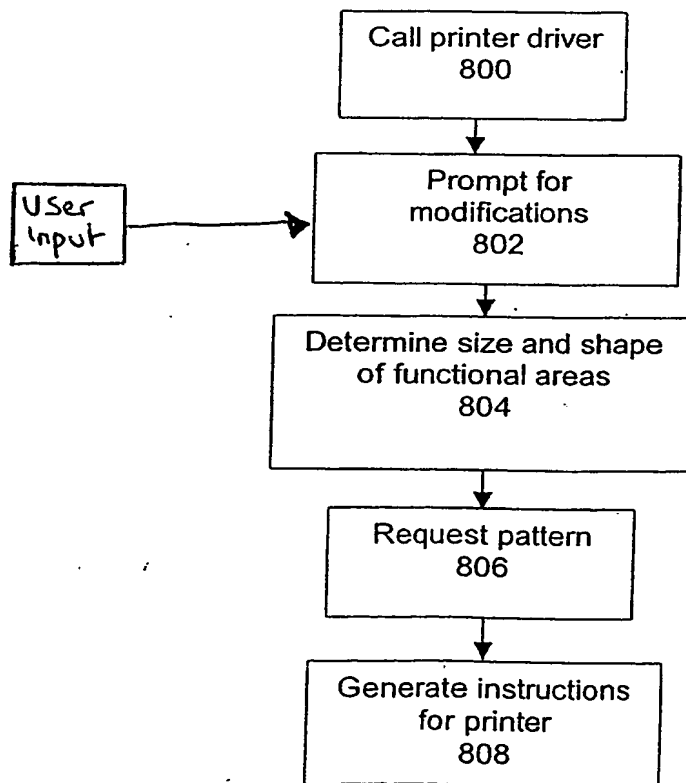 Call printer driver
800
User
Input
Prompt for
modifications
802
Determine size and shape
of functional areas
804
Request pattern
806
Generate instructions
for printer
808